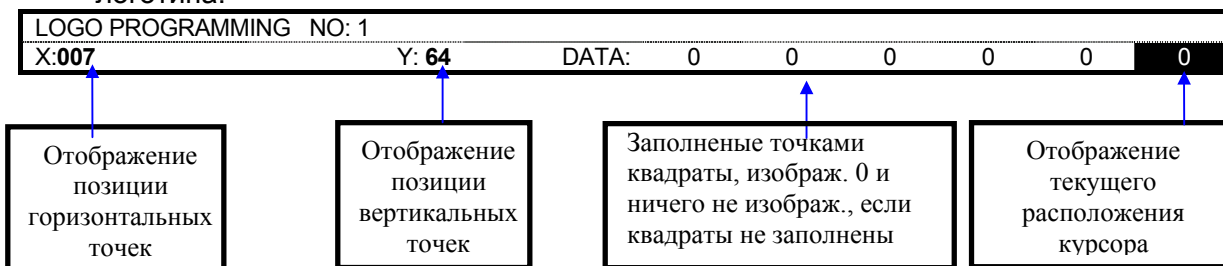 LOGO PROGRAMMING NO: 1
X:007 Y: 64 DATA: 0 0 0 0 0 0
Отображение
позиции
горизонтальных
точек
Отображение
позиции
вертикальных
точек
Заполненые точками
квадраты, изображ. 0 и
ничего не изображ., если
квадраты не заполнены
Отображение
текущего
расположения
курсора